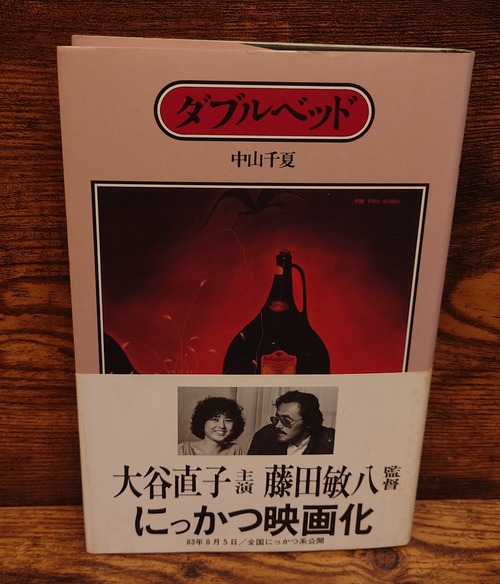 ダブルベッド
中山千夏
大谷直子主演 藤田敏八監督
にっかつ映画化
83年8月5日/全国にっかつ系公開